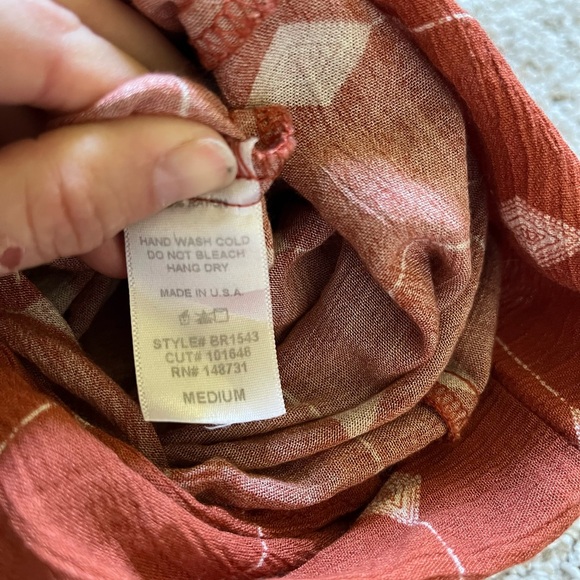 HAND WASH COLD
DO NOT BLEACH
HANG DRY
MADE IN U.S.A.
STYLE# BR1543
CUT# 101646
RN# 148731
MEDIUM